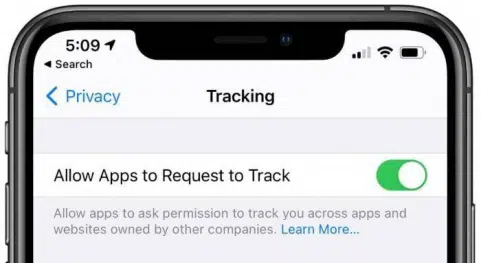 5:09
Search
Privacy
Tracking
Allow Apps to Request to Track
Allow apps to ask permission to track you across apps and
websites owned by other companies. Learn More...